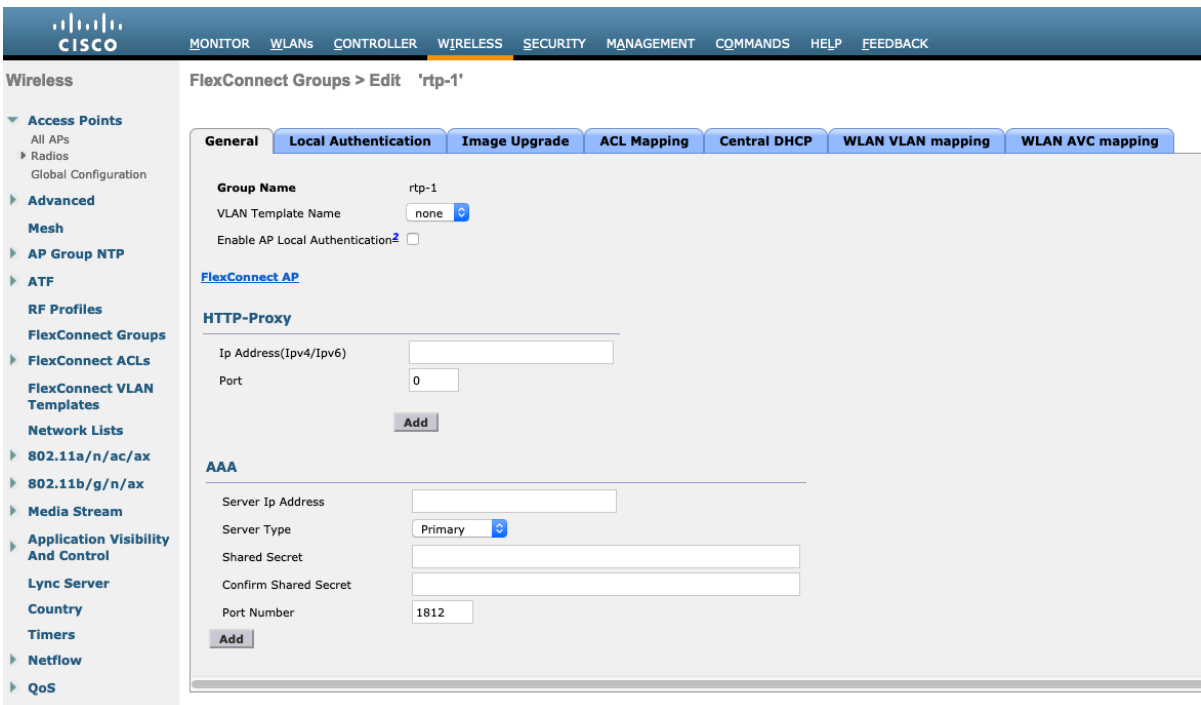 CISCO
MONITOR WLANs CONTROLLER WIRELESS SECURITY MANAGEMENT COMMANDS HELP FEEDBACK
Wireless
Access Points
All APs
Radios
Global Configuration
Advanced
Mesh
AP Group NTP
ATF
RF Profiles
FlexConnect Groups
FlexConnect ACLs
FlexConnect VLAN
Templates
Network Lists
802.11a/n/ac/ax
802.11b/g/n/ax
Media Stream
Application Visibility
And Control
Lync Server
Country
Timers
Netflow
QoS
FlexConnect Groups > Edit 'rtp-1'
General Local Authentication Image Upgrade ACL Mapping Central DHCP WLAN VLAN mapping WLAN AVC mapping
Group Name rtp-1
VLAN Template Name none
Enable AP Local Authentication2
FlexConnect AP
HTTP-Proxy
Ip Address(Ipv4/Ipv6)
Port 0
Add
AAA
Server Ip Address
Server Type Primary
Shared Secret
Confirm Shared Secret
Port Number 1812
Add